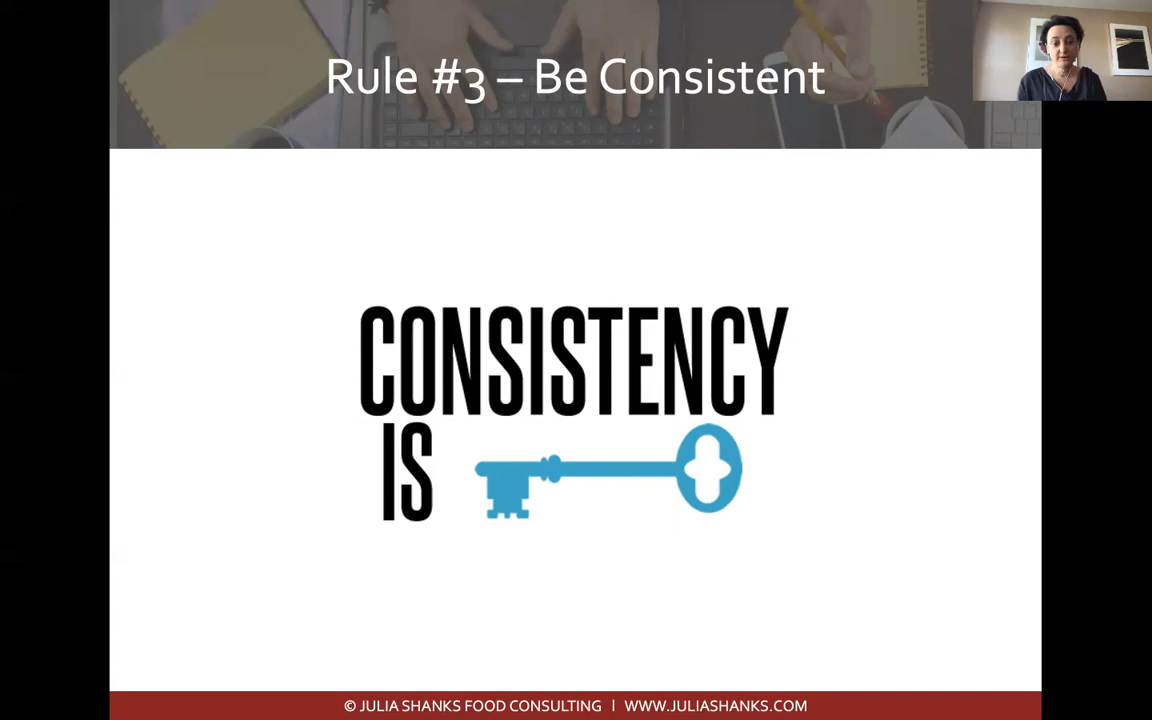 Rule #3 – Be Consistent
CONSISTENCY
IS
© JULIA SHANKS FOOD CONSULTING | WWW.JULIASHANKS.COM